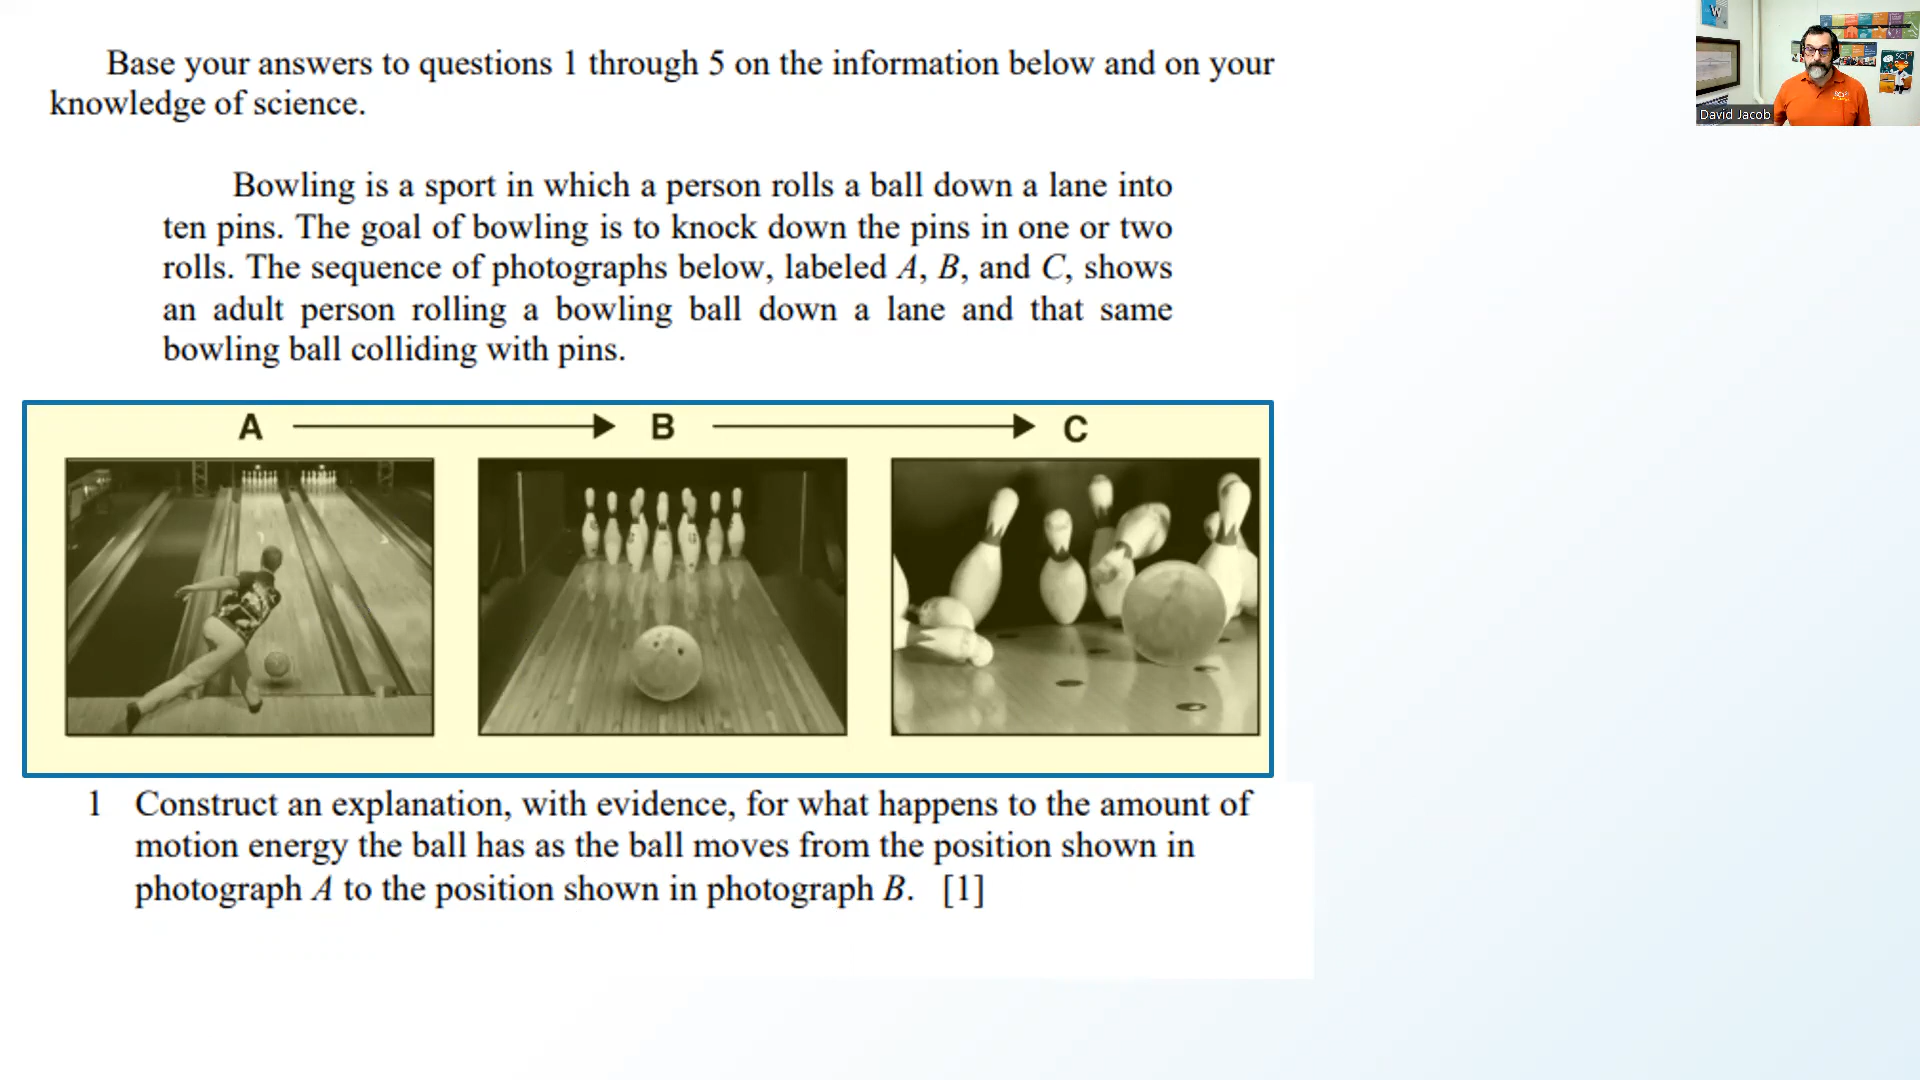 Base your answers to questions 1 through 5 on the information below and on your
knowledge of science.
Bowling is a sport in which a person rolls a ball down a lane into
ten pins. The goal of bowling is to knock down the pins in one or two
rolls. The sequence of photographs below, labeled A, B, and C, shows
an adult person rolling a bowling ball down a lane and that same
bowling ball colliding with pins.
A B C
1 Construct an explanation, with evidence, for what happens to the amount of
motion energy the ball has as the ball moves from the position shown in
photograph A to the position shown in photograph B. [1]
W
David Jacob